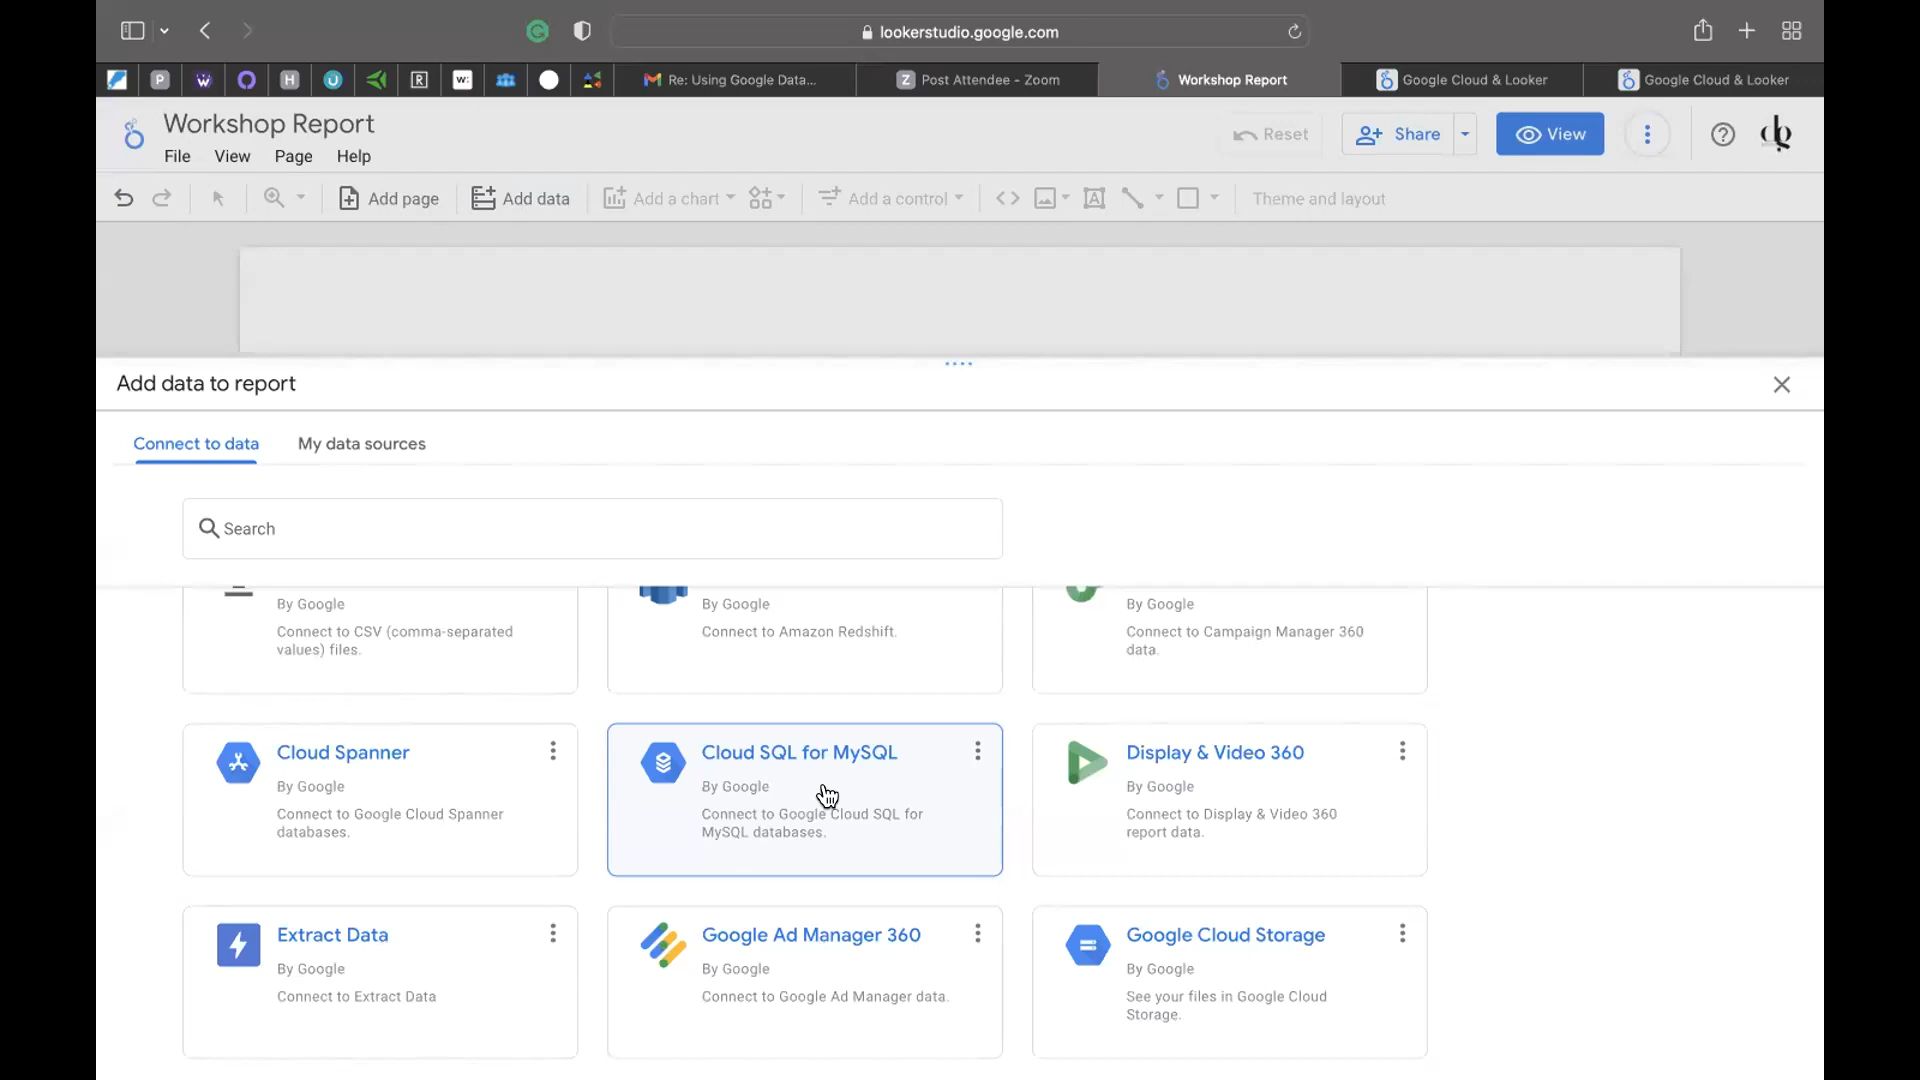 lookerstudio.google.com
P
H
R
w:
Re: Using Google Data...
Z Post Attendee - Zoom
Workshop Report
Google Cloud & Looker
Google Cloud & Looker
Workshop Report
Reset
Share
View
File View Page Help
Add page
Add data
Add a chart
Add a control
Theme and layout
Add data to report
Connect to data
My data sources
Search
By Google
Connect to CSV (comma-separated
values) files.
By Google
Connect to Amazon Redshift.
By Google
Connect to Campaign Manager 360
data.
Cloud Spanner
By Google
Connect to Google Cloud Spanner
databases.
Cloud SQL for MySQL
By Google
Connect to Google Cloud SQL for
MySQL databases.
Display & Video 360
By Google
Connect to Display & Video 360
report data.
Extract Data
By Google
Connect to Extract Data
Google Ad Manager 360
By Google
Connect to Google Ad Manager data.
Google Cloud Storage
By Google
See your files in Google Cloud
Storage.